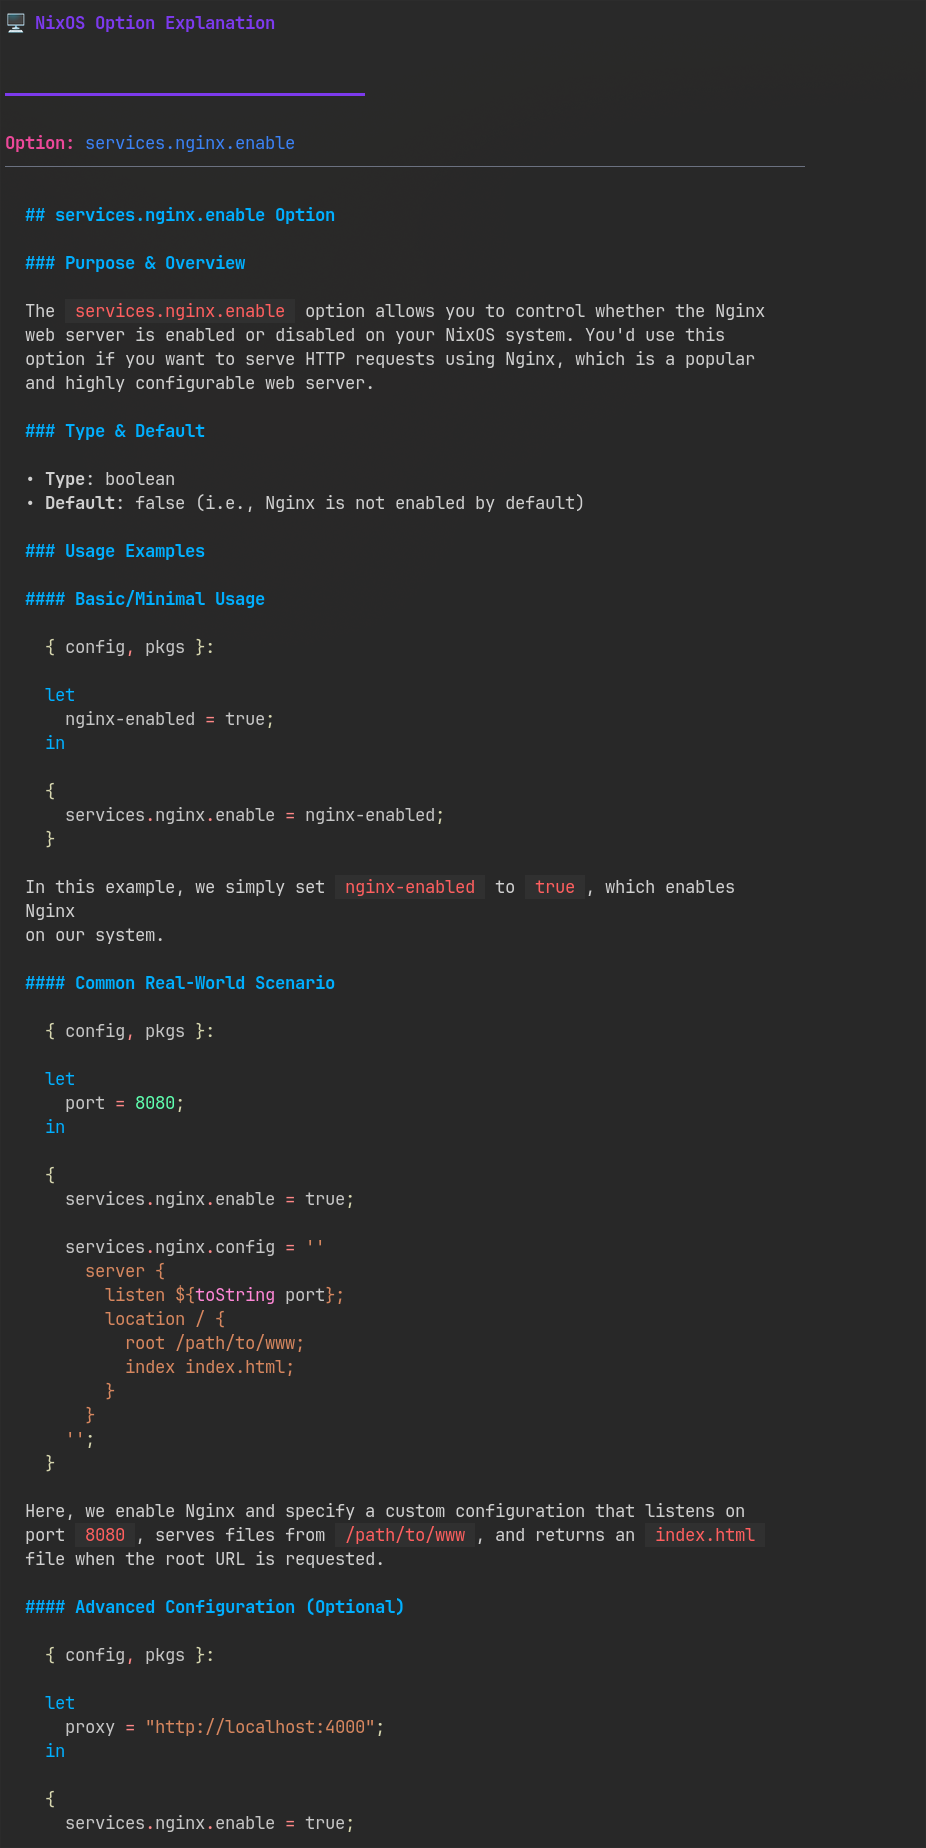 🖥️ NixOS Option Explanation
Option: services.nginx.enable
## services.nginx.enable Option
### Purpose & Overview
The services.nginx.enable option allows you to control whether the Nginx
web server is enabled or disabled on your NixOS system. You'd use this
option if you want to serve HTTP requests using Nginx, which is a popular
and highly configurable web server.
### Type & Default
• Type: boolean
• Default: false (i.e., Nginx is not enabled by default)
### Usage Examples
#### Basic/Minimal Usage
{ config, pkgs }:
let
nginx-enabled = true;
in
{
services.nginx.enable = nginx-enabled;
}
In this example, we simply set nginx-enabled to true , which enables
Nginx
on our system.
#### Common Real-World Scenario
{ config, pkgs }:
let
port = 8080;
in
{
services.nginx.enable = true;
services.nginx.config = ''
server {
listen ${toString port};
location / {
root /path/to/www;
index index.html;
}
}
'';
}
Here, we enable Nginx and specify a custom configuration that listens on
port 8080 , serves files from /path/to/www , and returns an index.html
file when the root URL is requested.
#### Advanced Configuration (Optional)
{ config, pkgs }:
let
proxy = "http://localhost:4000";
in
{
services.nginx.enable = true;